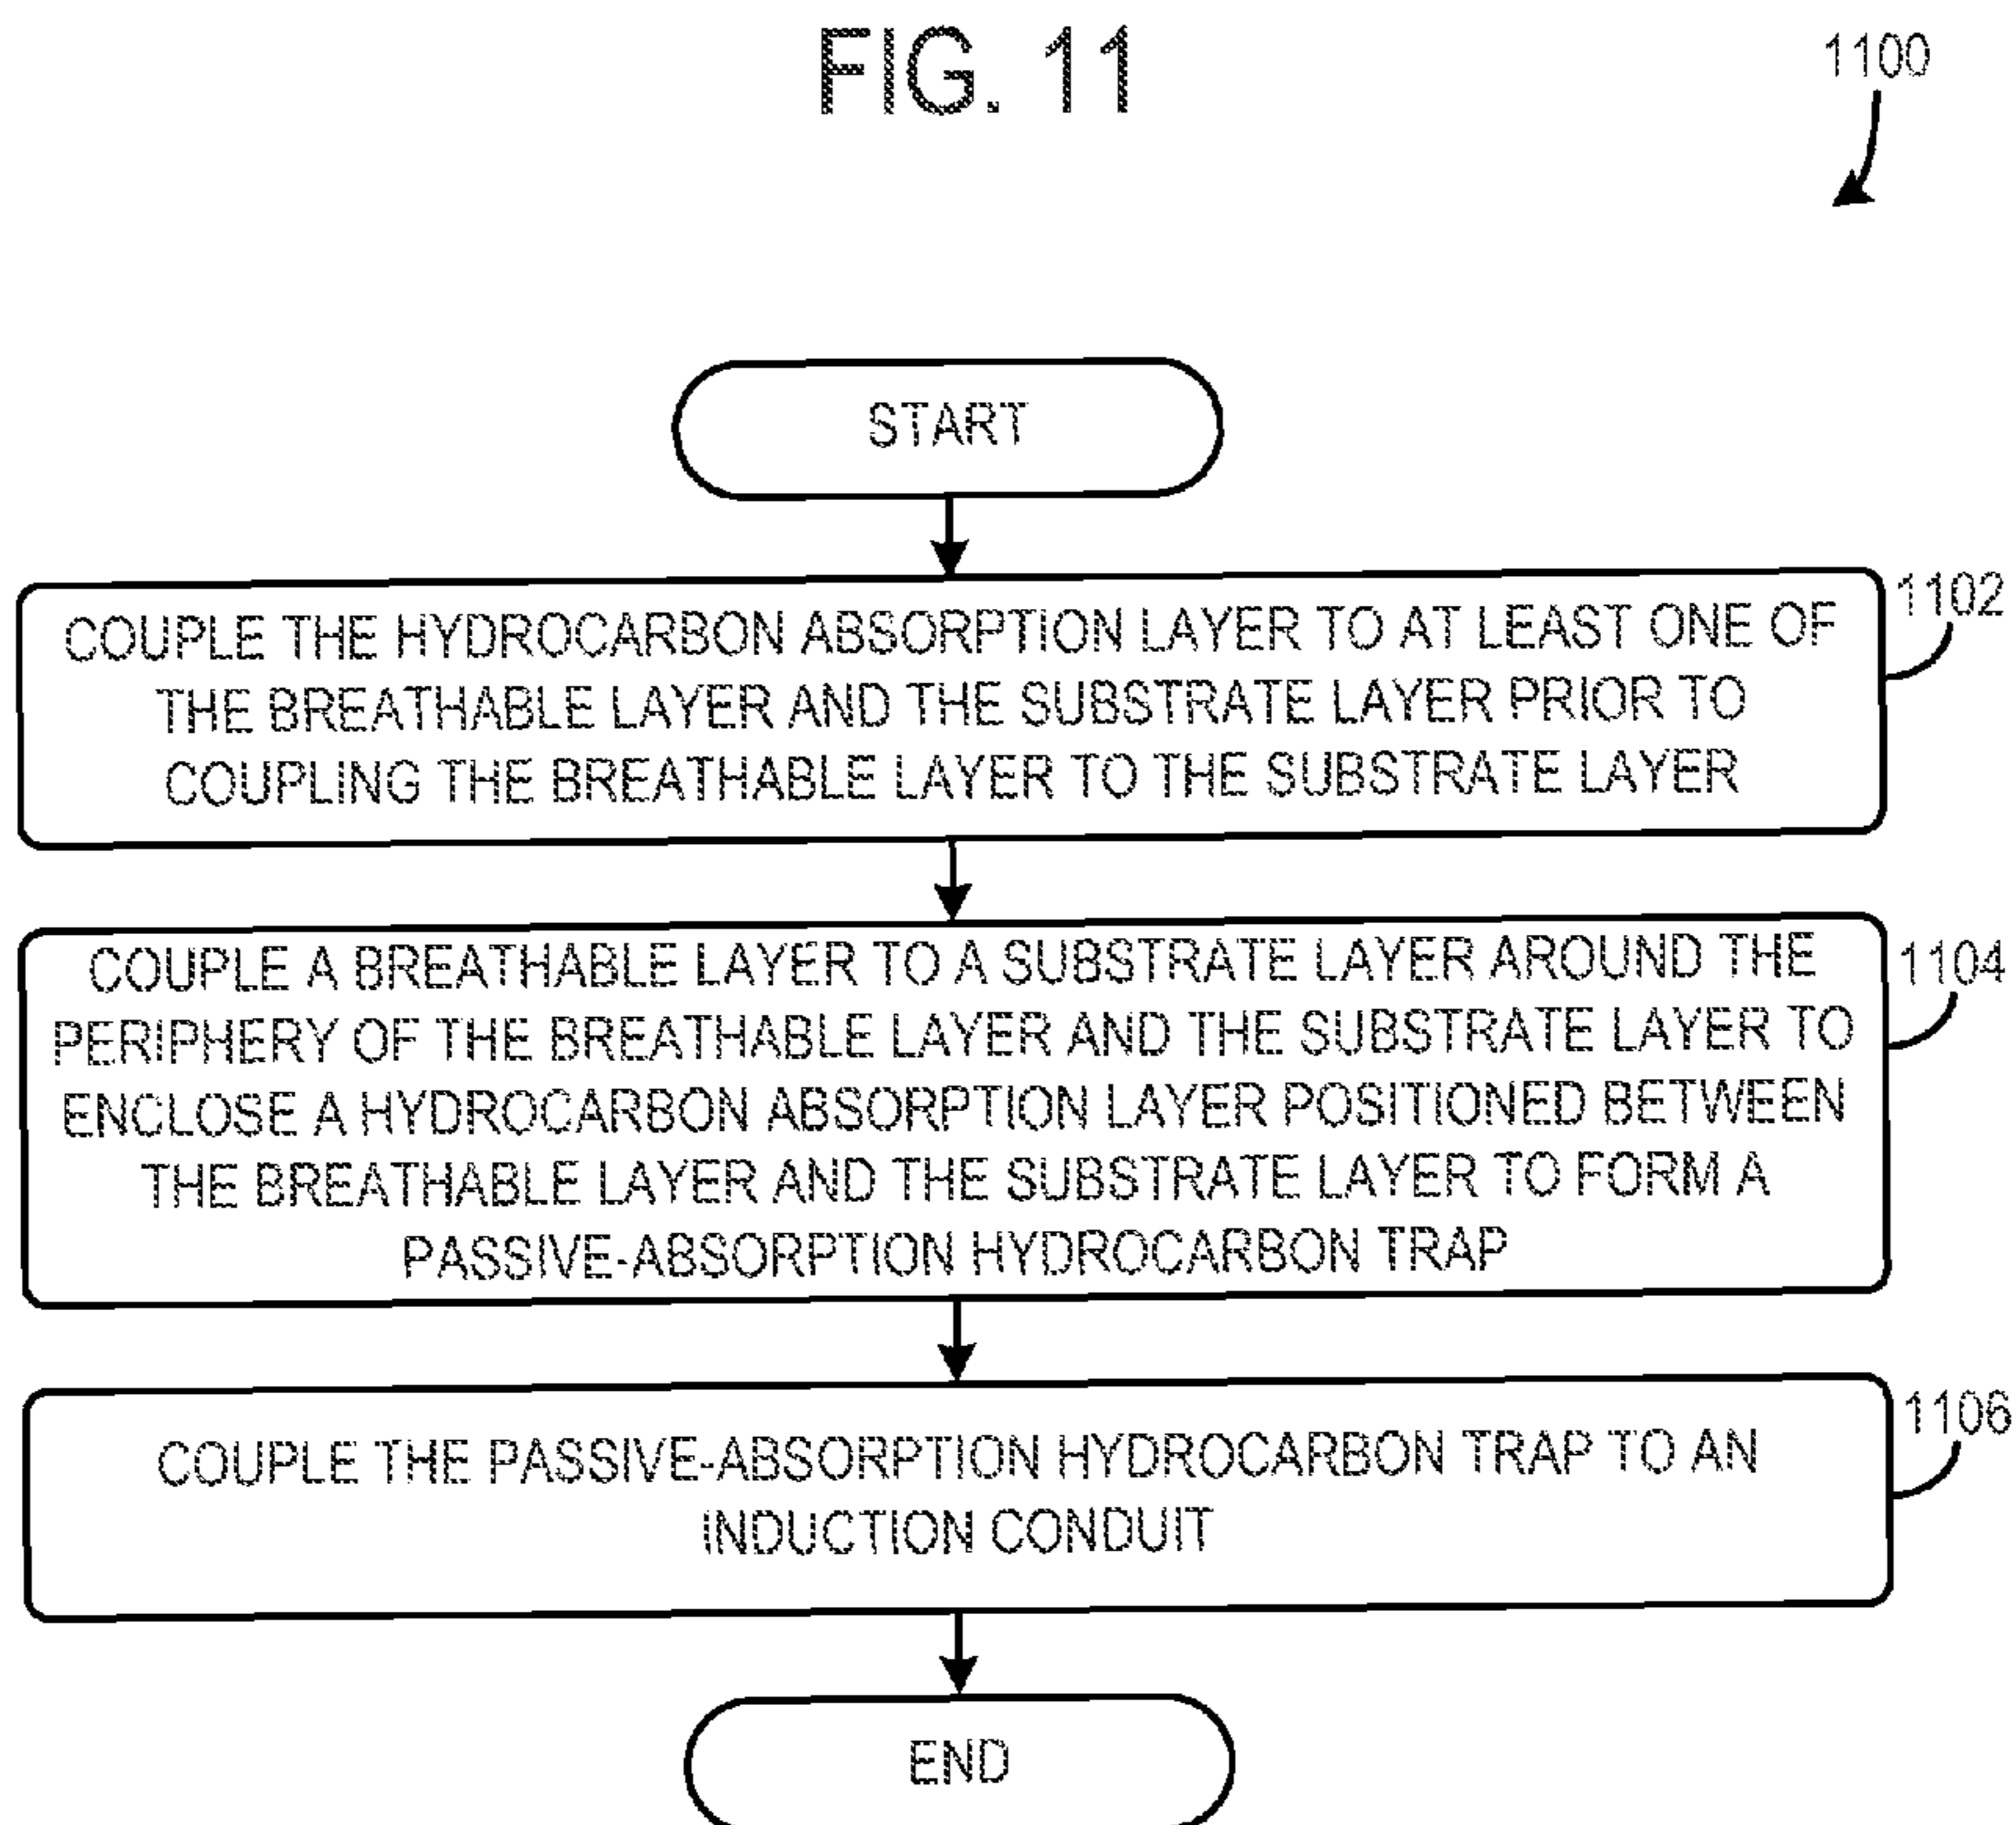 FIG. 11
1100
START
COUPLE THE HYDROCARBON ABSORPTION LAYER TO AT LEAST ONE OF
THE BREATHABLE LAYER AND THE SUBSTRATE LAYER PRIOR TO
COUPLING THE BREATHABLE LAYER TO THE SUBSTRATE LAYER
1102
COUPLE A BREATHABLE LAYER TO A SUBSTRATE LAYER AROUND THE
PERIPHERY OF THE BREATHABLE LAYER AND THE SUBSTRATE LAYER TO
ENCLOSE A HYDROCARBON ABSORPTION LAYER POSITIONED BETWEEN
THE BREATHABLE LAYER AND THE SUBSTRATE LAYER TO FORM A
PASSIVE-ABSORPTION HYDROCARBON TRAP
1104
COUPLE THE PASSIVE-ABSORPTION HYDROCARBON TRAP TO AN
INDUCTION CONDUIT
1106
END